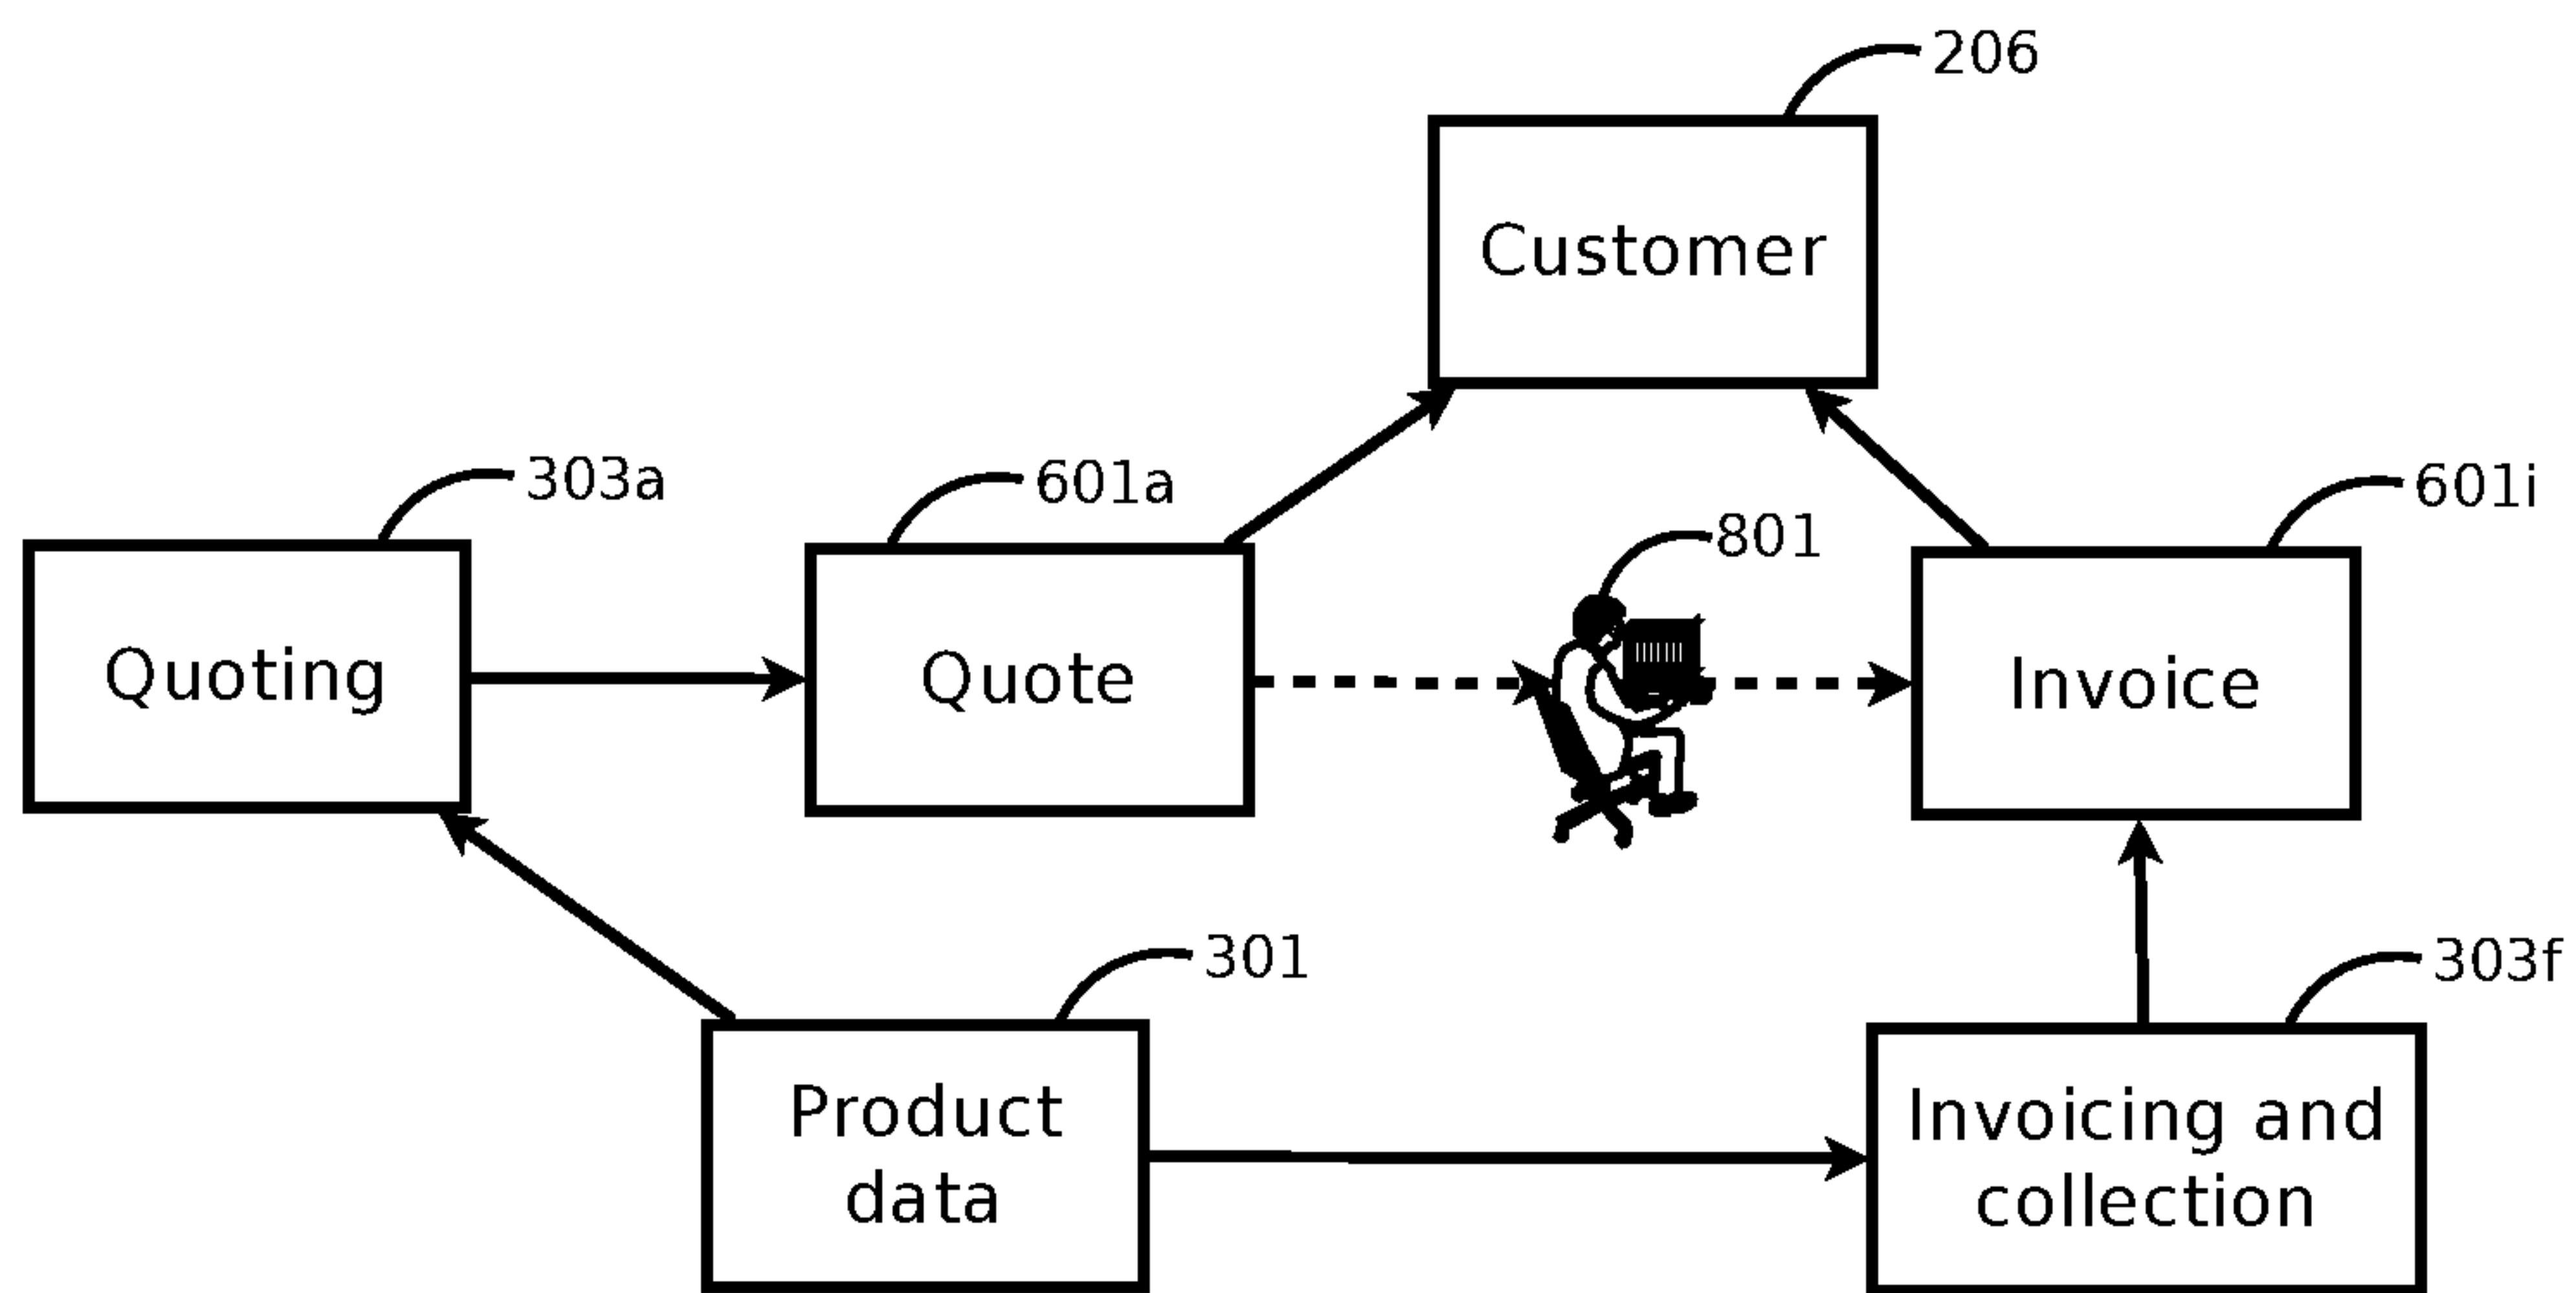 206
Customer
303a
601a
801
601i
Quoting
Quote
Invoice
301
303f
Product
data
Invoicing and
collection